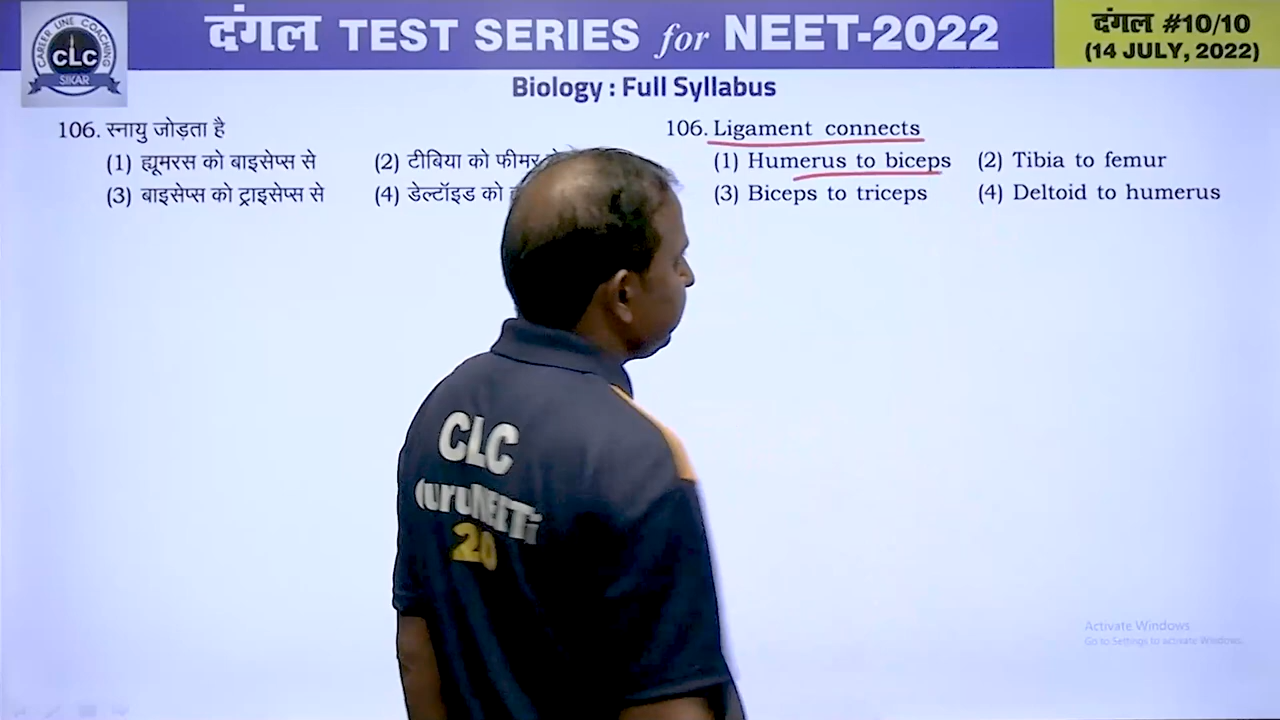 CAREER LINE COACHING
CLC
SIKAR
दंगल TEST SERIES for NEET-2022
दंगल #10/10
(14 JULY, 2022)
Biology : Full Syllabus
106. स्नायु जोड़ता है
(1) ह्यूमरस को बाइसेप्स से (2) टीबिया को फीमर
(3) बाइसेप्स को ट्राइसेप्स से (4) डेल्टॉइड को
106. Ligament connects
(1) Humerus to biceps (2) Tibia to femur
(3) Biceps to triceps (4) Deltoid to humerus
CLC
20
Activate Windows
Go to Settings to activate Windows.